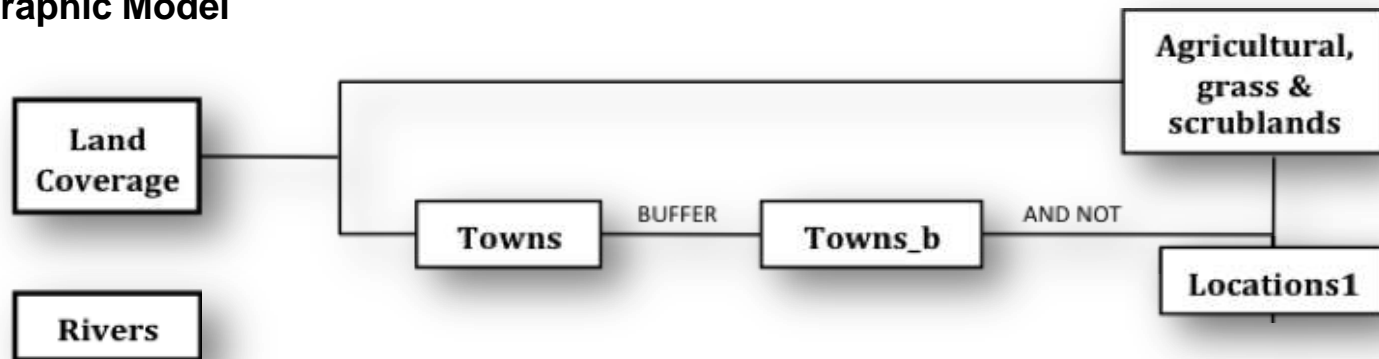 raphic Model
Agricultural,
grass &
scrublands
Land
Coverage
Towns
BUFFER
Towns_b
AND NOT
Locations1
Rivers